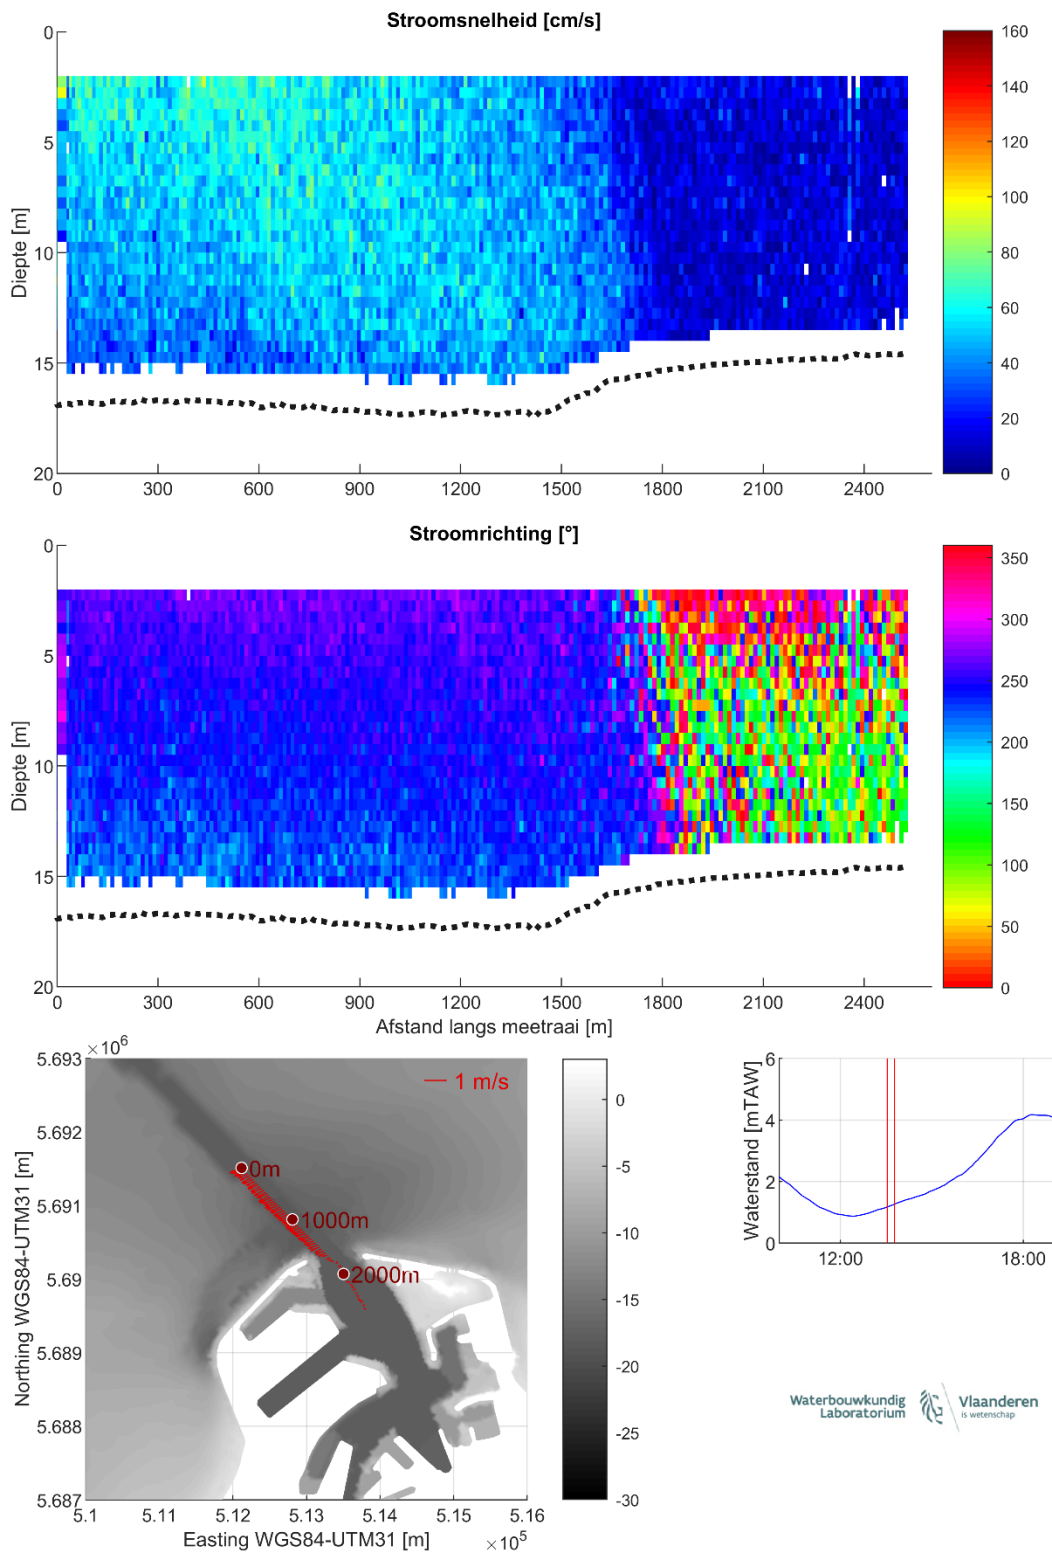 Stroomsnelheid [cm/s]
0
5
10
15
20
Diepte [m]
0 300 600 900 1200 1500 1800 2100 2400
160
140
120
100
80
60
40
20
0
Stroomrichting [°]
0
5
10
15
20
Diepte [m]
0 300 600 900 1200 1500 1800 2100 2400
Afstand langs meetraai [m]
350
300
250
200
150
100
50
0
×10⁶
5.693
5.692
5.691
5.69
5.689
5.688
5.687
Northing WGS84-UTM31 [m]
1 m/s
0m
1000m
2000m
5.1 5.11 5.12 5.13 5.14 5.15 5.16
Easting WGS84-UTM31 [m]
×10⁵
0
-5
-10
-15
-20
-25
-30
6
4
2
0
Waterstand [mTAW]
12:00 18:00
Waterbouwkundig
Laboratorium
Vlaanderen
is wetenschap